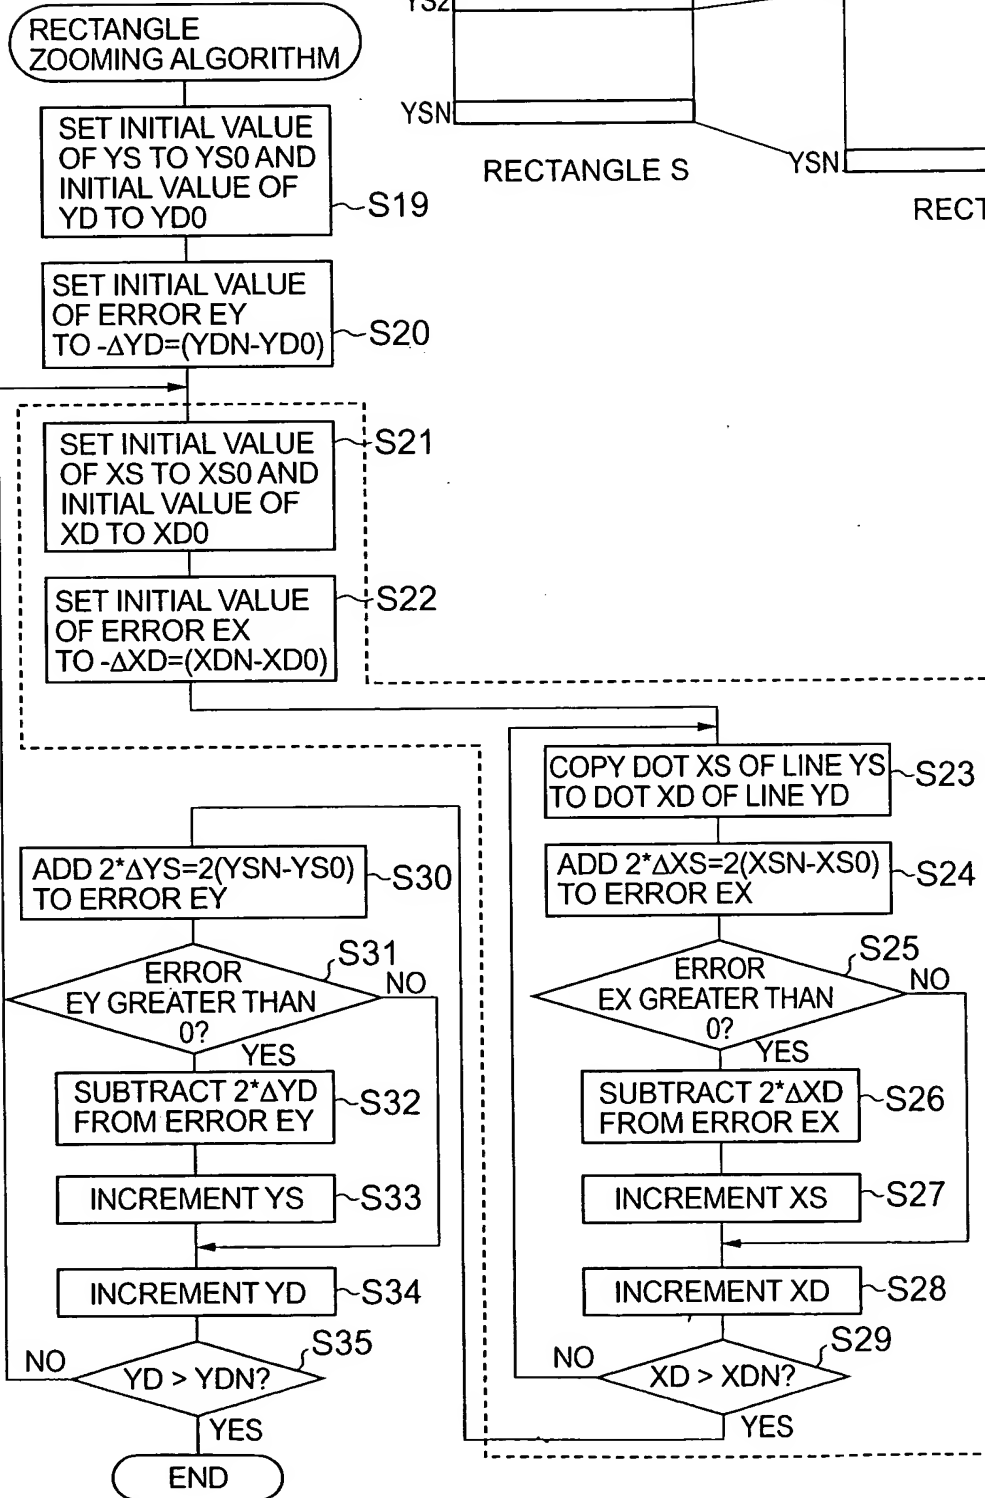 RECTANGLE
ZOOMING ALGORITHM
YS2
YSN
RECTANGLE S
YSN
RECT
SET INITIAL VALUE
OF YS TO YS0 AND
INITIAL VALUE OF
YD TO YD0
S19
SET INITIAL VALUE
OF ERROR EY
TO -ΔYD=(YDN-YD0)
S20
SET INITIAL VALUE
OF XS TO XS0 AND
INITIAL VALUE OF
XD TO XD0
S21
SET INITIAL VALUE
OF ERROR EX
TO -ΔXD=(XDN-XD0)
S22
COPY DOT XS OF LINE YS
TO DOT XD OF LINE YD
S23
ADD 2*ΔXS=2(XSN-XS0)
TO ERROR EX
S24
ERROR
EX GREATER THAN
0?
S25
NO
YES
SUBTRACT 2*ΔXD
FROM ERROR EX
S26
INCREMENT XS
S27
INCREMENT XD
S28
XD > XDN?
S29
NO
YES
ADD 2*ΔYS=2(YSN-YS0)
TO ERROR EY
S30
ERROR
EY GREATER THAN
0?
S31
NO
YES
SUBTRACT 2*ΔYD
FROM ERROR EY
S32
INCREMENT YS
S33
INCREMENT YD
S34
YD > YDN?
S35
NO
YES
END